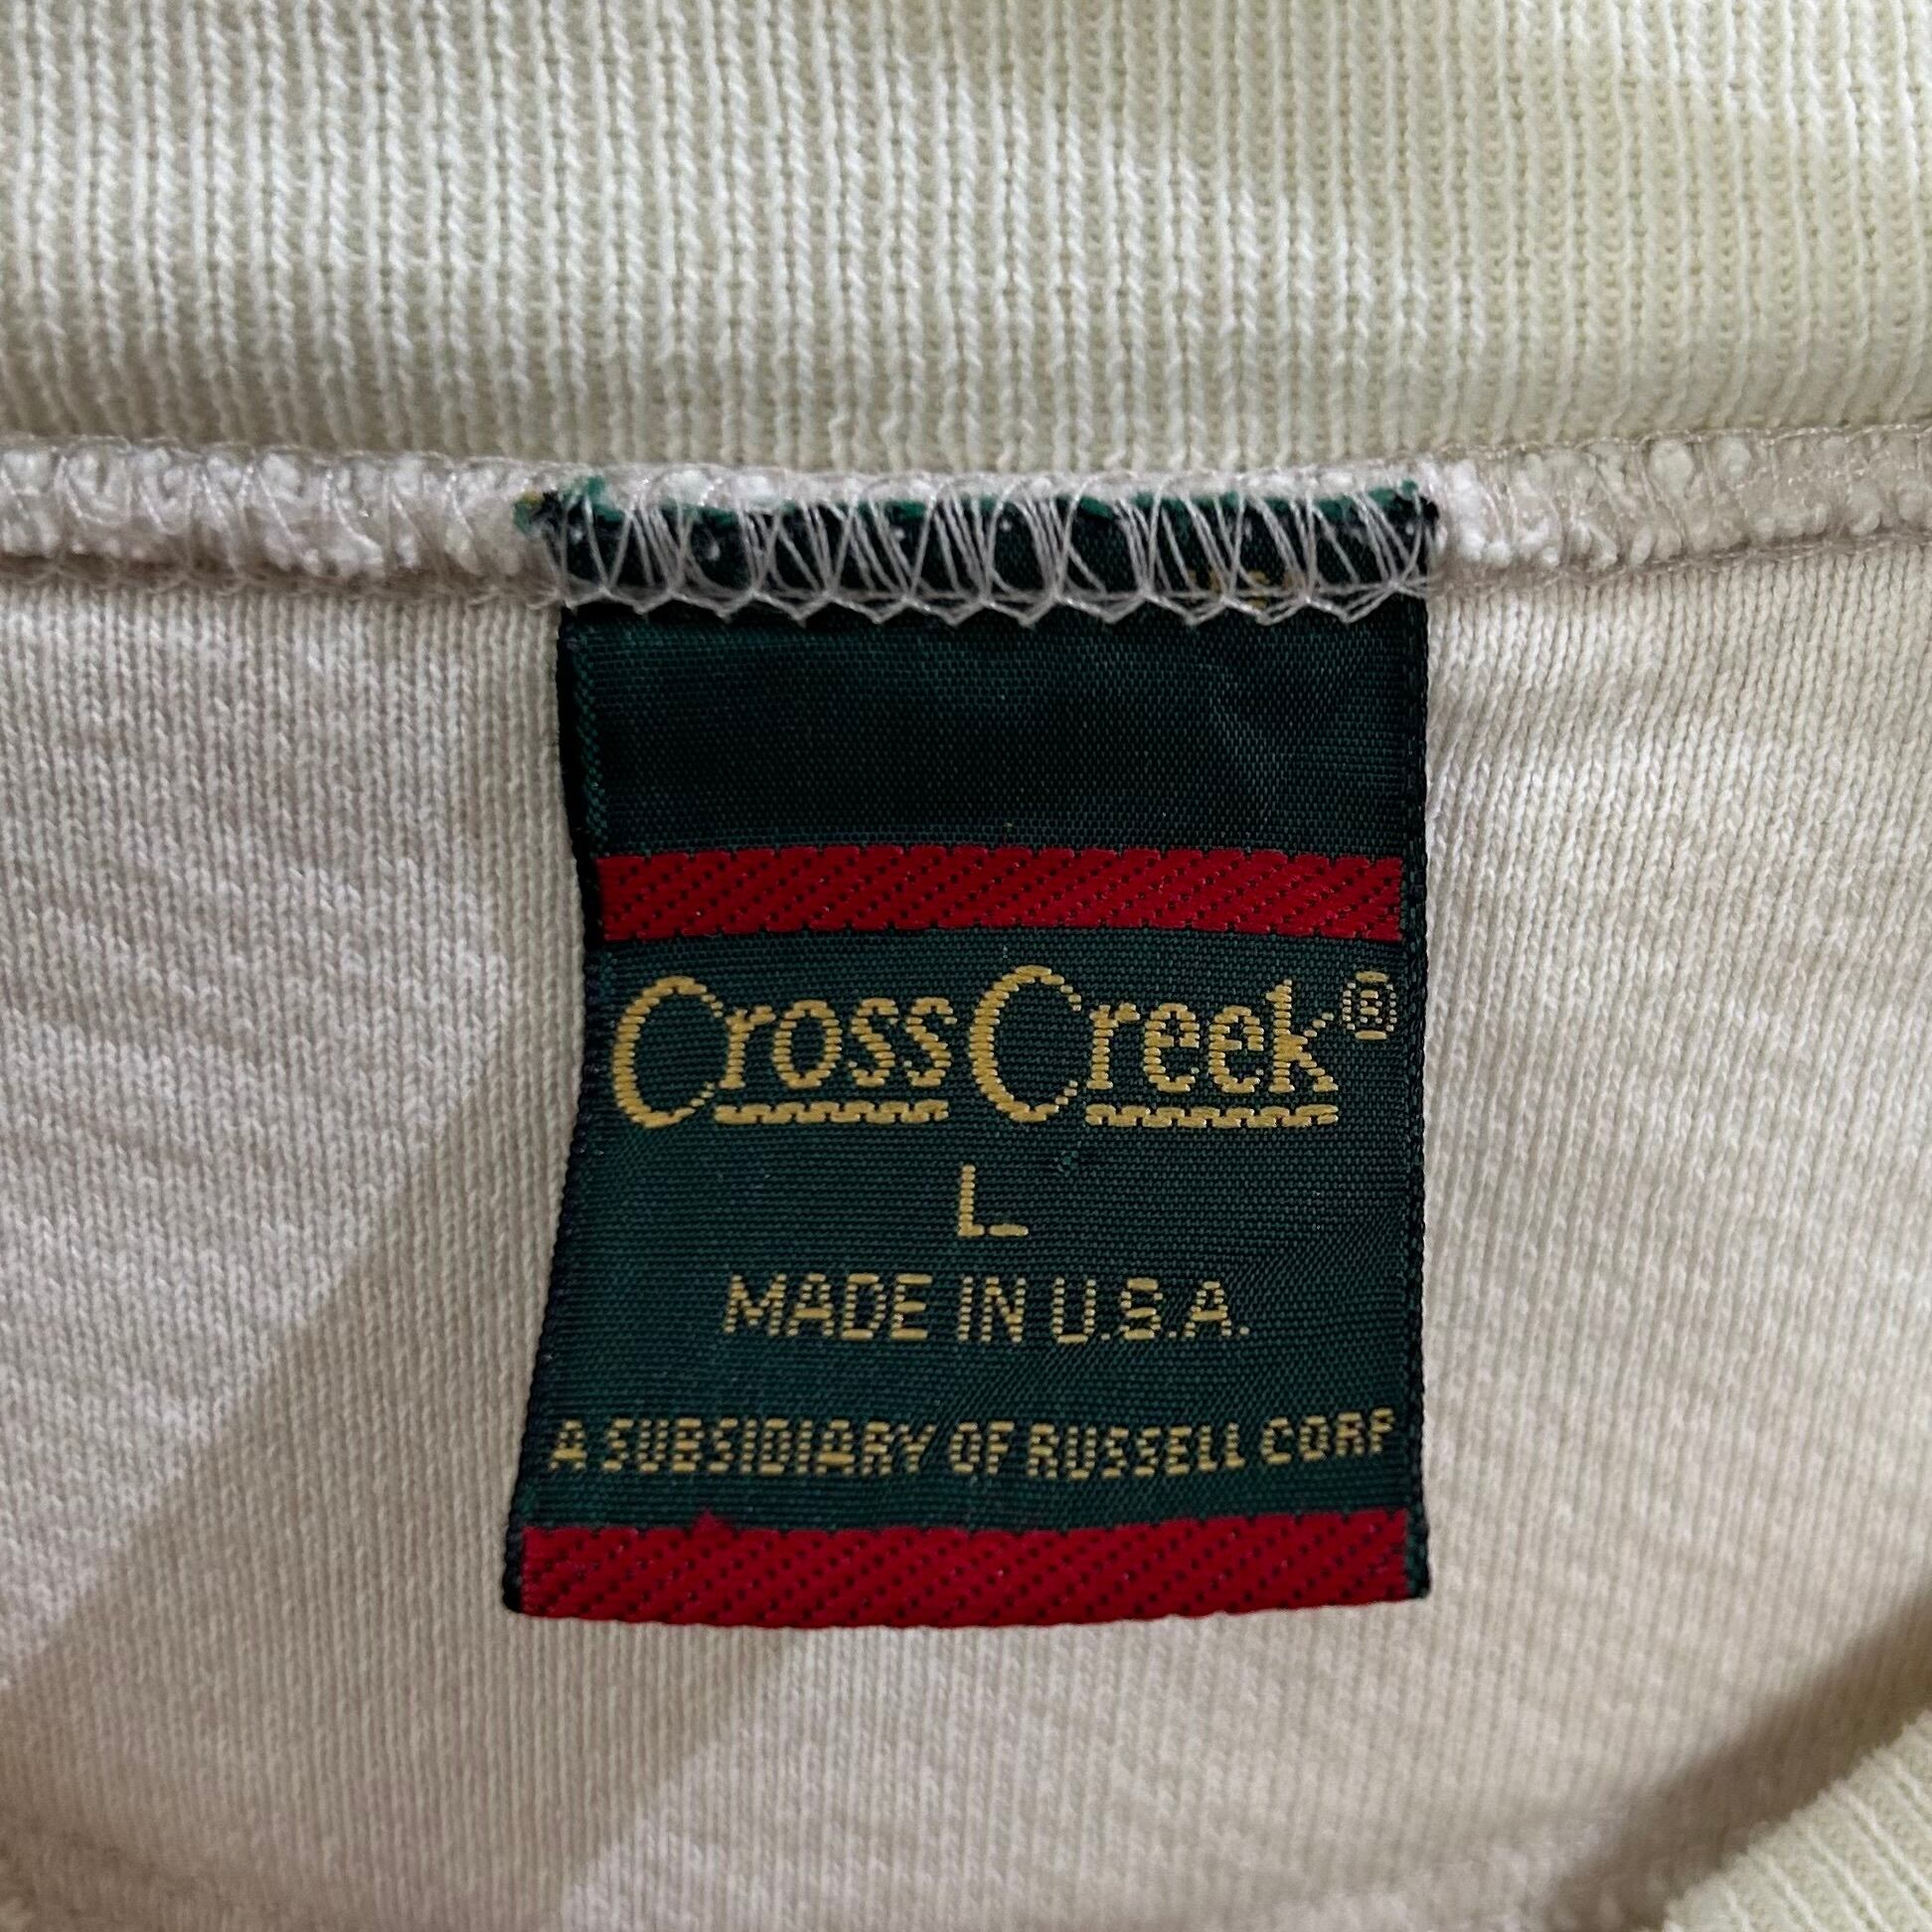 CrossCreek®
L
MADE IN U.S.A.
A SUBSIDIARY OF RUSSELL CORP